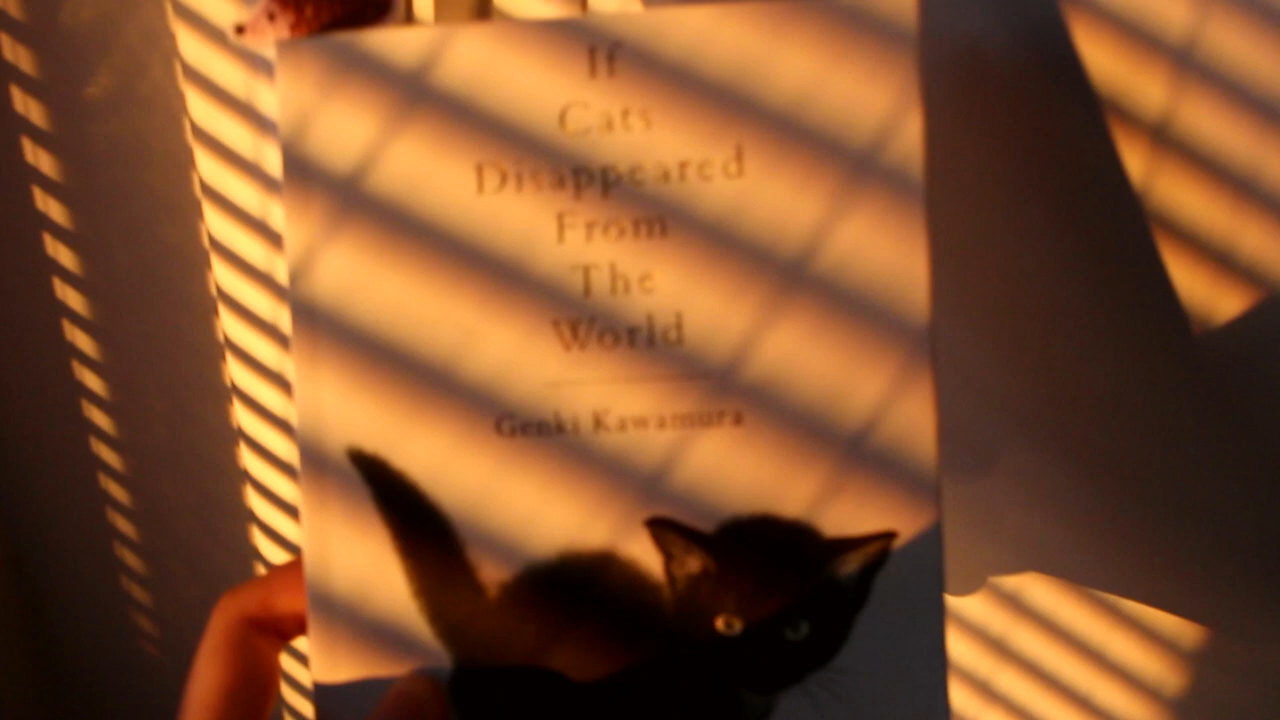 If
Cats
Disappeared
From
The
World
Genki Kawamura